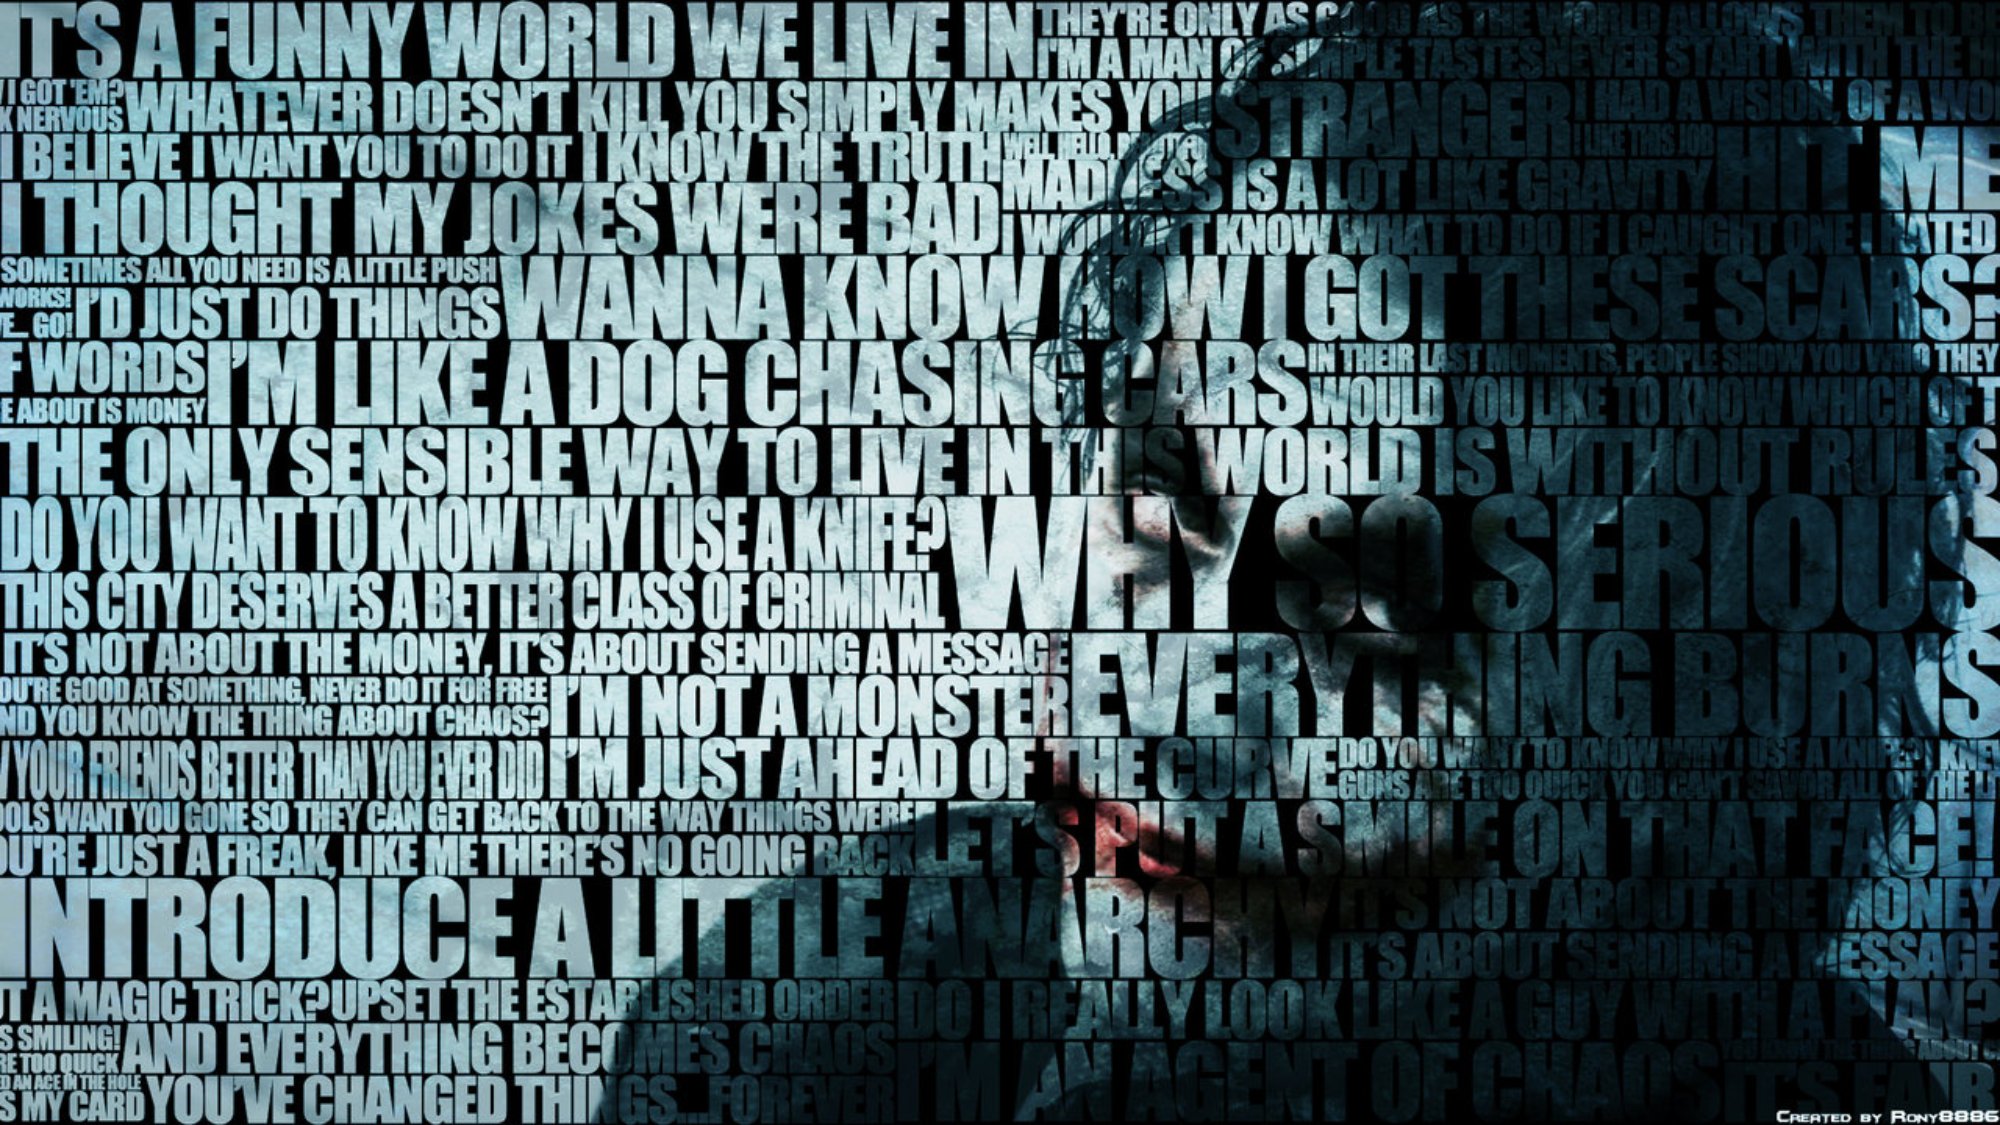 IT'S A FUNNY WORLD WE LIVE IN
THEY'RE ONLY AS GOOD AS THE WORLD ALLOWS THEM TO B
I'M A MAN OF SIMPLE TASTES NEVER START WITH THE H
I GOT 'EM?
K NERVOUS
WHATEVER DOESN'T KILL YOU SIMPLY MAKES YOU STRANGER
I HAD A VISION, OF A WO
I LIKE THIS JOB
HIT ME
I BELIEVE I WANT YOU TO DO IT I KNOW THE TRUTH
WELL, HELLO,
MADNESS IS A LOT LIKE GRAVITY
I THOUGHT MY JOKES WERE BAD
I WOULDN'T KNOW WHAT TO DO IF I CAUGHT ONE I HATED
SOMETIMES ALL YOU NEED IS A LITTLE PUSH
WORKS!
E... GO!
I'D JUST DO THINGS
WANNA KNOW HOW I GOT THESE SCARS?
F WORDS
E ABOUT IS MONEY
I'M LIKE A DOG CHASING CARS
IN THEIR LAST MOMENTS, PEOPLE SHOW YOU WHO THEY
WOULD YOU LIKE TO KNOW WHICH OF T
THE ONLY SENSIBLE WAY TO LIVE IN THIS WORLD IS WITHOUT RULES
DO YOU WANT TO KNOW WHY I USE A KNIFE?
THIS CITY DESERVES A BETTER CLASS OF CRIMINAL
WHY SO SERIOUS
IT'S NOT ABOUT THE MONEY, IT'S ABOUT SENDING A MESSAGE
EVERYTHING BURNS
OU'RE GOOD AT SOMETHING, NEVER DO IT FOR FREE
ND YOU KNOW THE THING ABOUT CHAOS?
I'M NOT A MONSTER
W YOUR FRIENDS BETTER THAN YOU EVER DID
I'M JUST AHEAD OF THE CURVE
DO YOU WANT TO KNOW WHY I USE A KNIFE? I KNEW
GUNS ARE TOO QUICK YOU CAN'T SAVOR ALL OF THE LIT
OLS WANT YOU GONE SO THEY CAN GET BACK TO THE WAY THINGS WERE
OU'RE JUST A FREAK, LIKE ME THERE'S NO GOING BACK
LET'S PUT A SMILE ON THAT FACE!
INTRODUCE A LITTLE ANARCHY
IT'S NOT ABOUT THE MONEY
IT'S ABOUT SENDING A MESSAGE
UT A MAGIC TRICK? UPSET THE ESTABLISHED ORDER
DO I REALLY LOOK LIKE A GUY WITH A PLAN?
S SMILING!
RE TOO QUICK
AND EVERYTHING BECOMES CHAOS
I'M AN AGENT OF CHAOS
YOU KNOW THE THING ABOUT C
IT'S FAIR
D AN ACE IN THE HOLE
S MY CARD
YOU'VE CHANGED THINGS...FOREVER
CREATED BY RONY8886